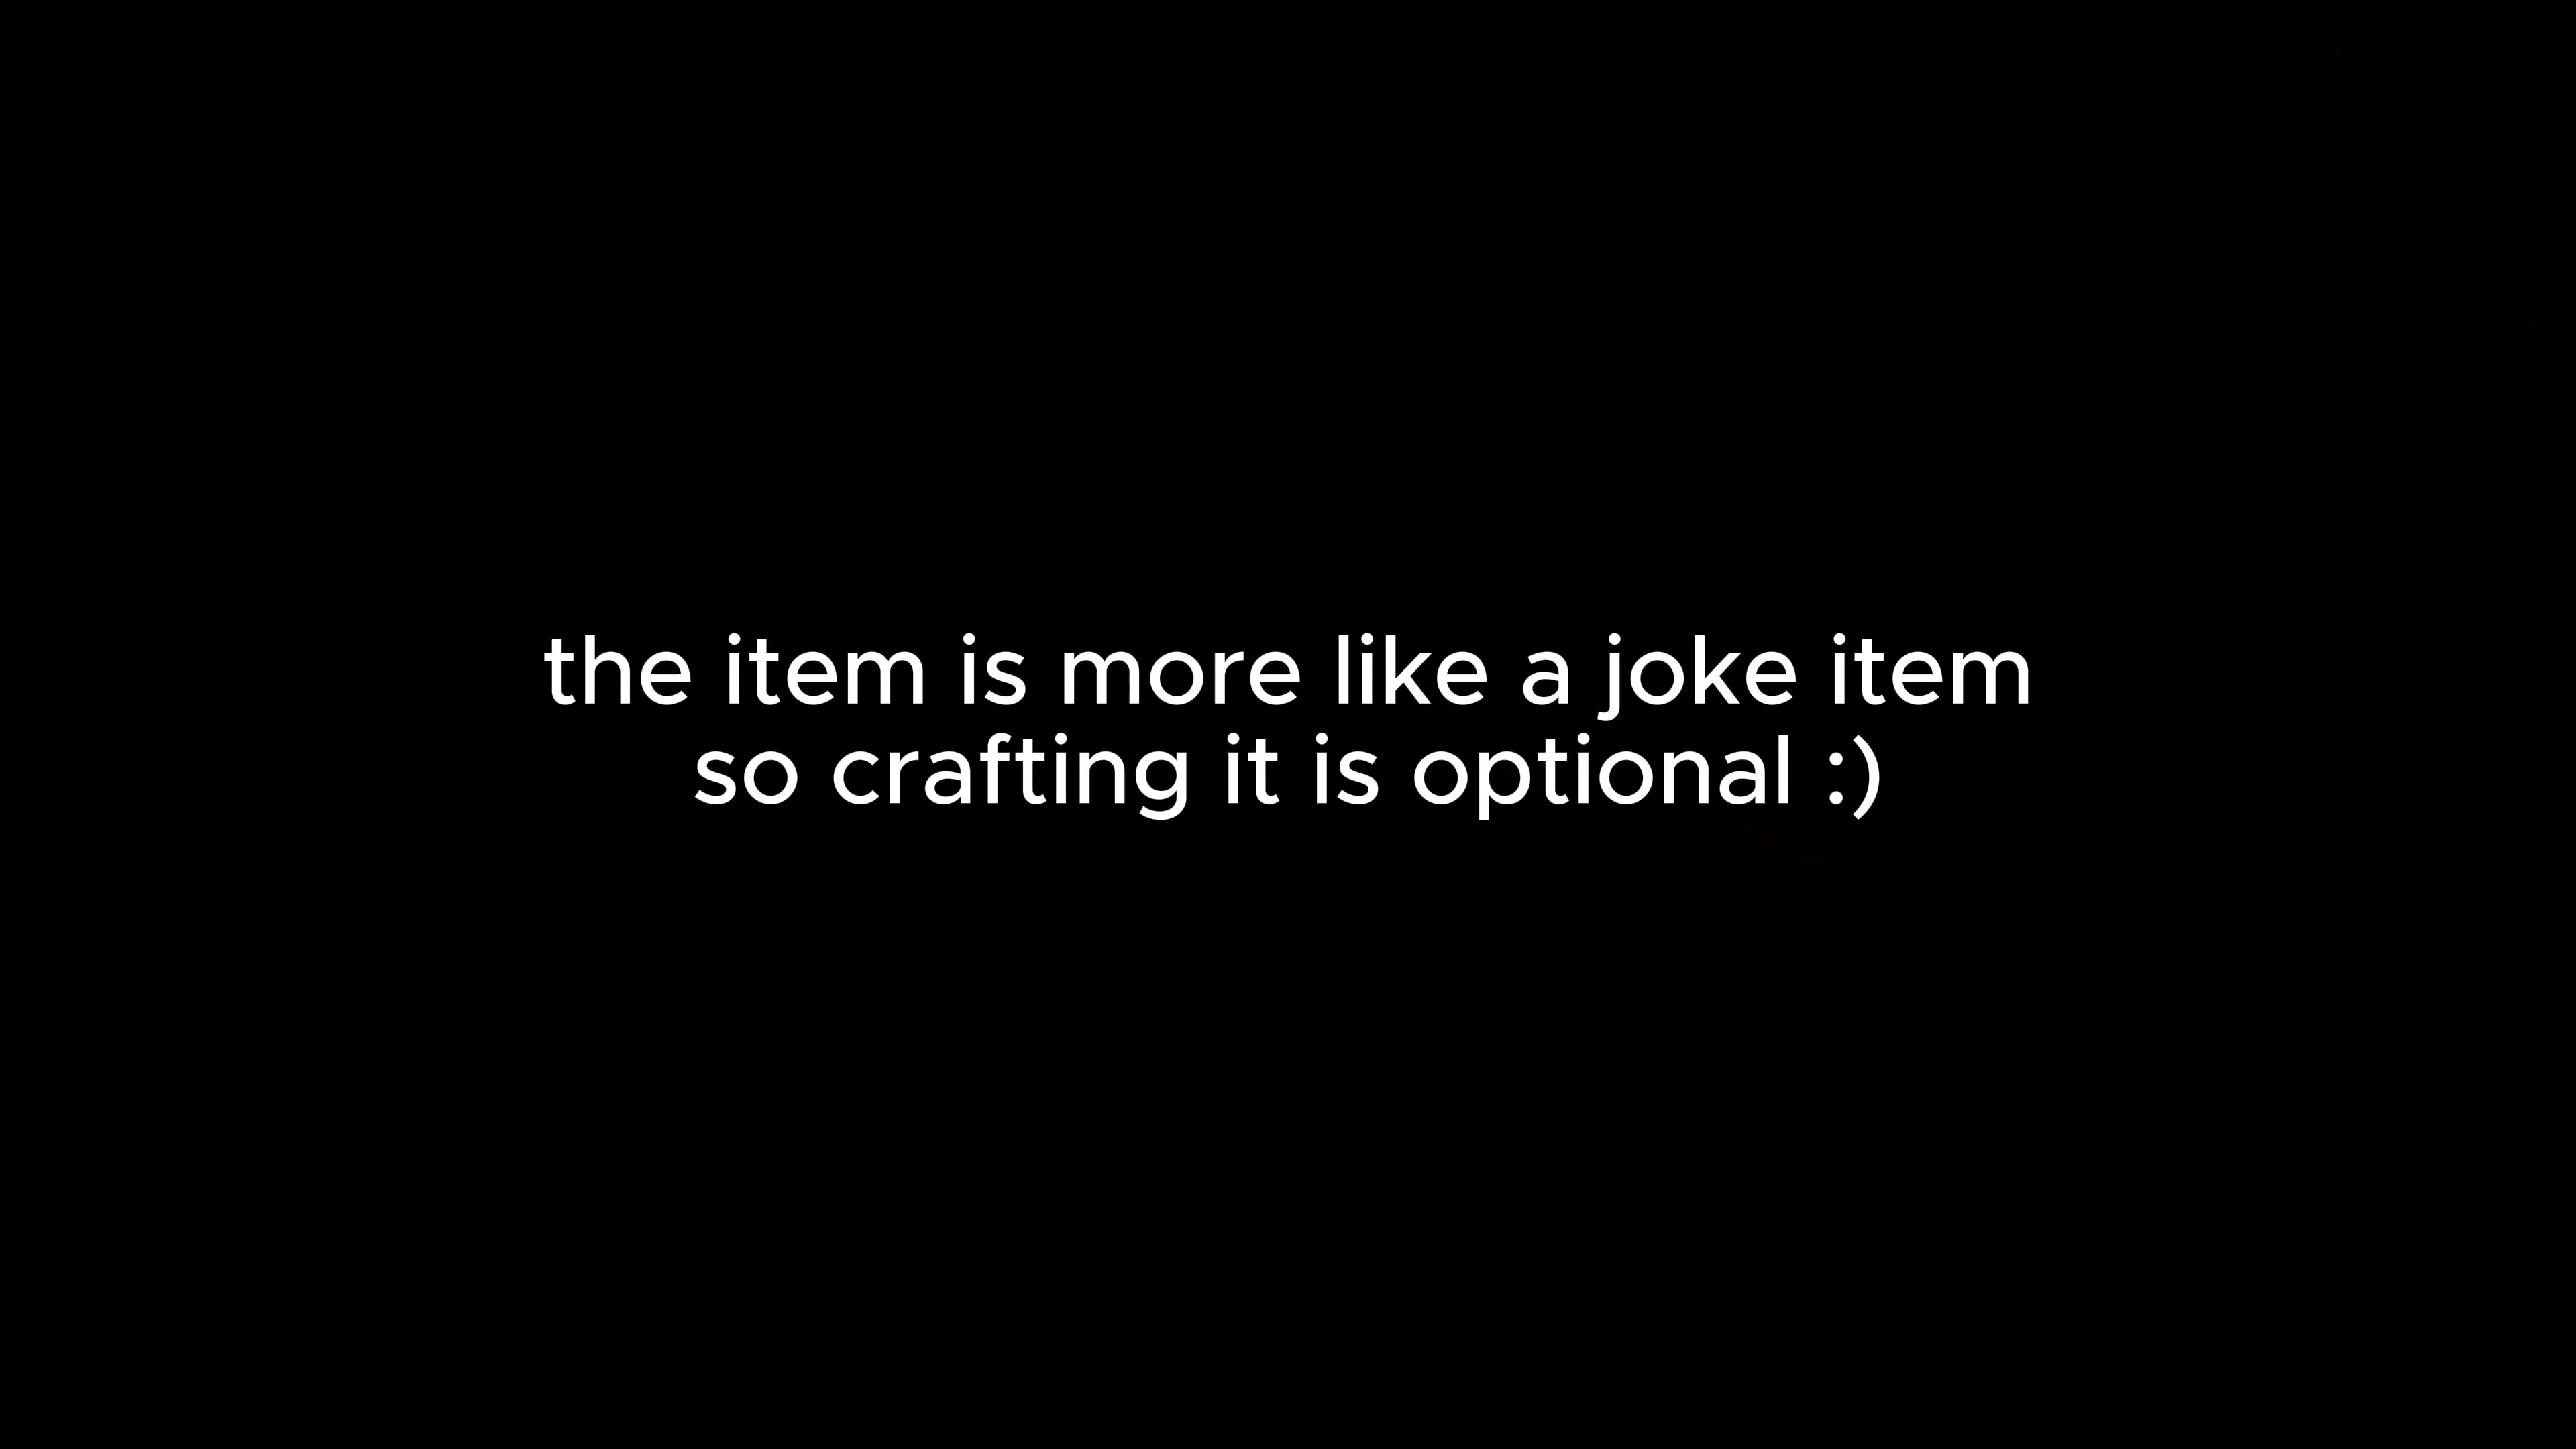 the item is more like a joke item
so crafting it is optional :)